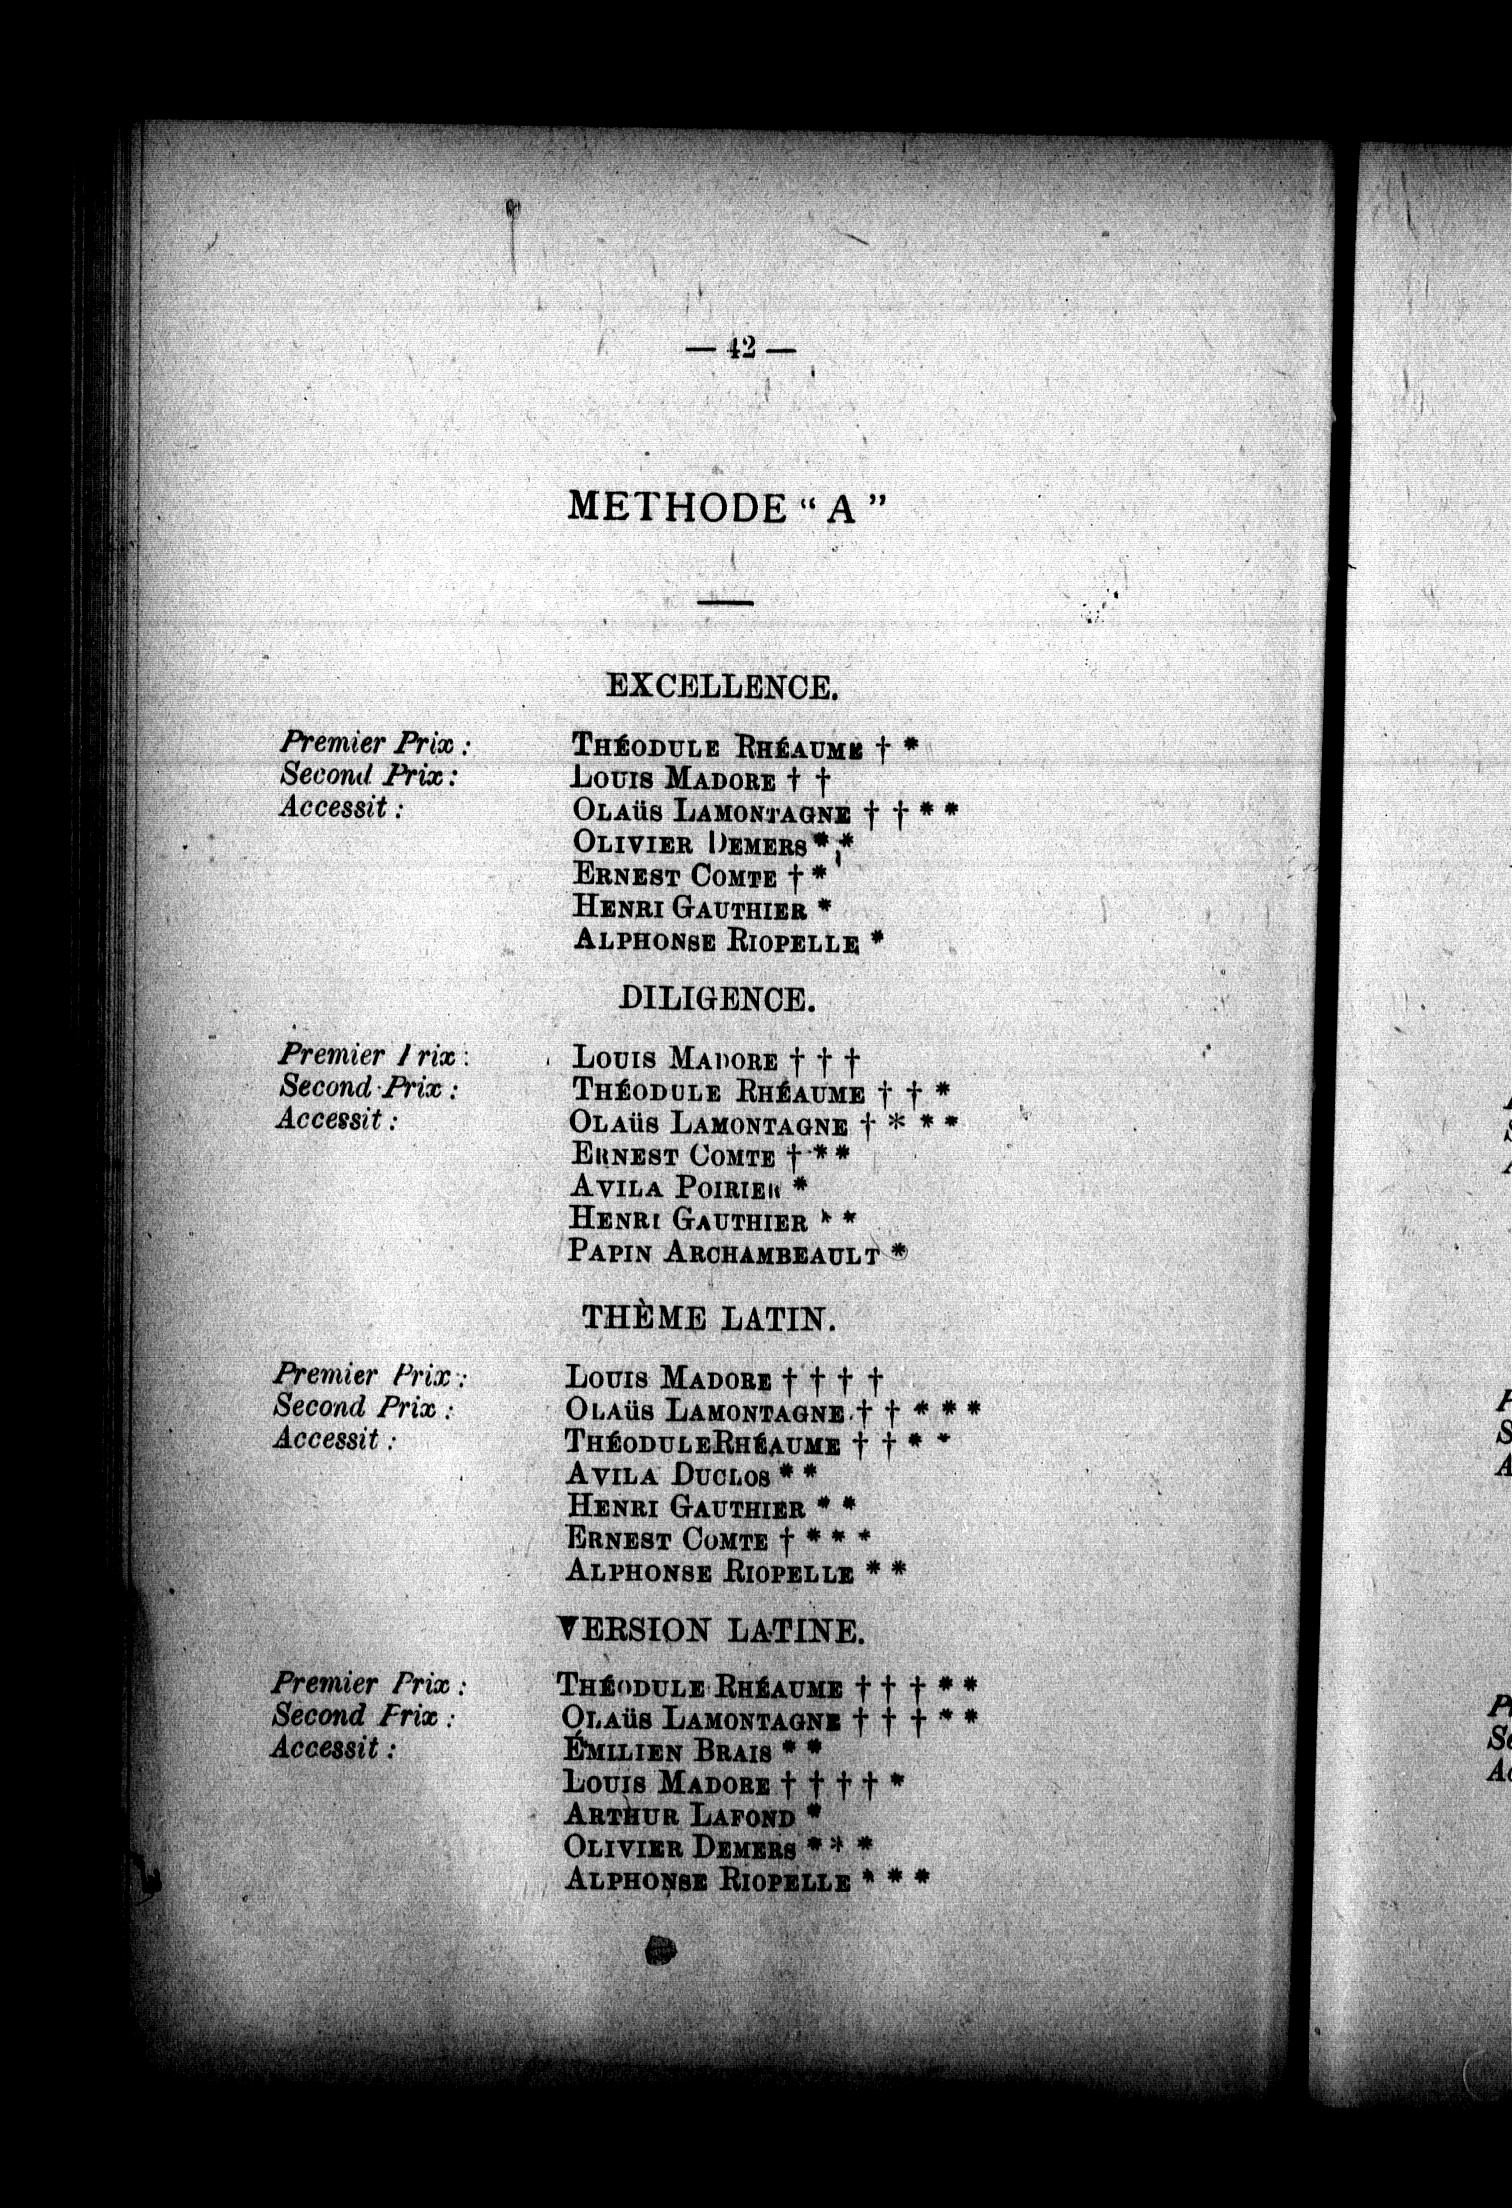 — 42 —
METHODE “ A ”
EXCELLENCE.
Premier Prix : THÉODULE RHÉAUME † *
Second Prix : LOUIS MADORE † †
Accessit : OLAüS LAMONTAGNE † † * *
OLIVIER DEMERS * *
ERNEST COMTE † *
HENRI GAUTHIER *
ALPHONSE RIOPELLE *
DILIGENCE.
Premier Prix : LOUIS MADORE † † †
Second Prix : THÉODULE RHÉAUME † † *
Accessit : OLAüS LAMONTAGNE † * * *
ERNEST COMTE † * *
AVILA POIRIER *
HENRI GAUTHIER * *
PAPIN ARCHAMBEAULT *
THÈME LATIN.
Premier Prix : LOUIS MADORE † † † †
Second Prix : OLAüS LAMONTAGNE † † * * *
Accessit : THÉODULE RHÉAUME † † * *
AVILA DUCLOS * *
HENRI GAUTHIER * *
ERNEST COMTE † * * *
ALPHONSE RIOPELLE * *
VERSION LATINE.
Premier Prix : THÉODULE RHÉAUME † † † * *
Second Prix : OLAüS LAMONTAGNE † † † * *
Accessit : ÉMILIEN BRAIS * *
LOUIS MADORE † † † † *
ARTHUR LAFOND *
OLIVIER DEMERS * * *
ALPHONSE RIOPELLE * * *